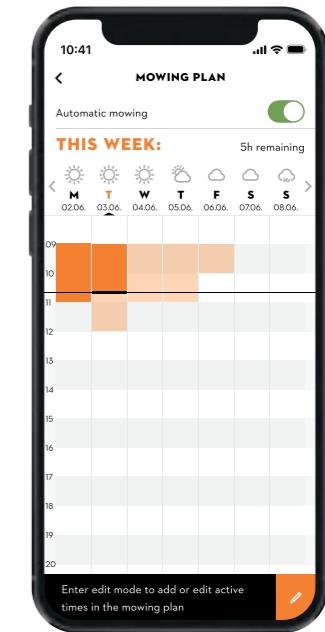 10:41
MOWING PLAN
Automatic mowing
THIS WEEK: 5h remaining
M T W T F S S
02.06. 03.06. 04.06. 05.06. 06.06. 07.06. 08.06.
09
10
11
12
13
14
15
16
17
18
19
20
Enter edit mode to add or edit active
times in the mowing plan